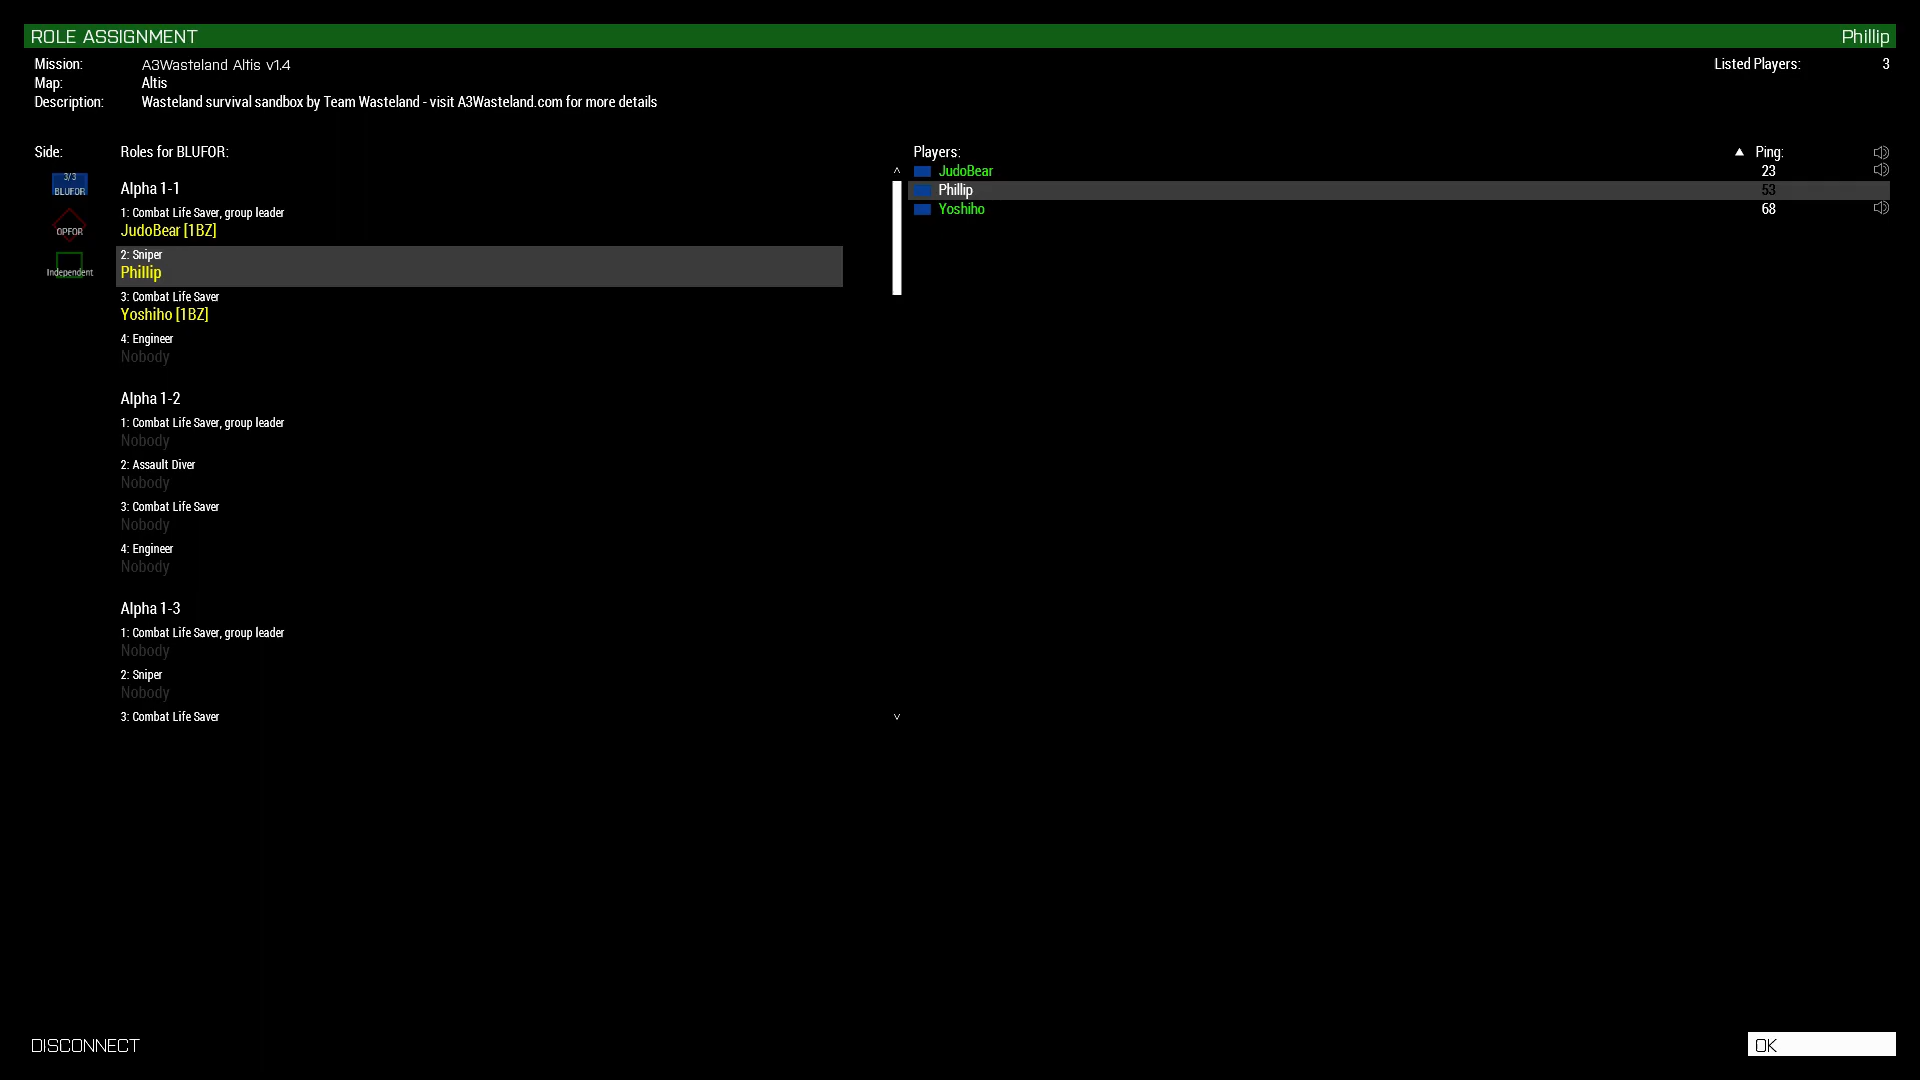 ROLE ASSIGNMENT Phillip
Mission: A3Wasteland Altis v1.4 Listed Players: 3
Map: Altis
Description: Wasteland survival sandbox by Team Wasteland - visit A3Wasteland.com for more details
Side: Roles for BLUFOR: Players: ▲ Ping:
3/3
BLUFOR
OPFOR
Independent
Alpha 1-1
1: Combat Life Saver, group leader
JudoBear [1BZ]
2: Sniper
Phillip
3: Combat Life Saver
Yoshiho [1BZ]
4: Engineer
Nobody
Alpha 1-2
1: Combat Life Saver, group leader
Nobody
2: Assault Diver
Nobody
3: Combat Life Saver
Nobody
4: Engineer
Nobody
Alpha 1-3
1: Combat Life Saver, group leader
Nobody
2: Sniper
Nobody
3: Combat Life Saver
JudoBear 23
Phillip 53
Yoshiho 68
DISCONNECT
OK